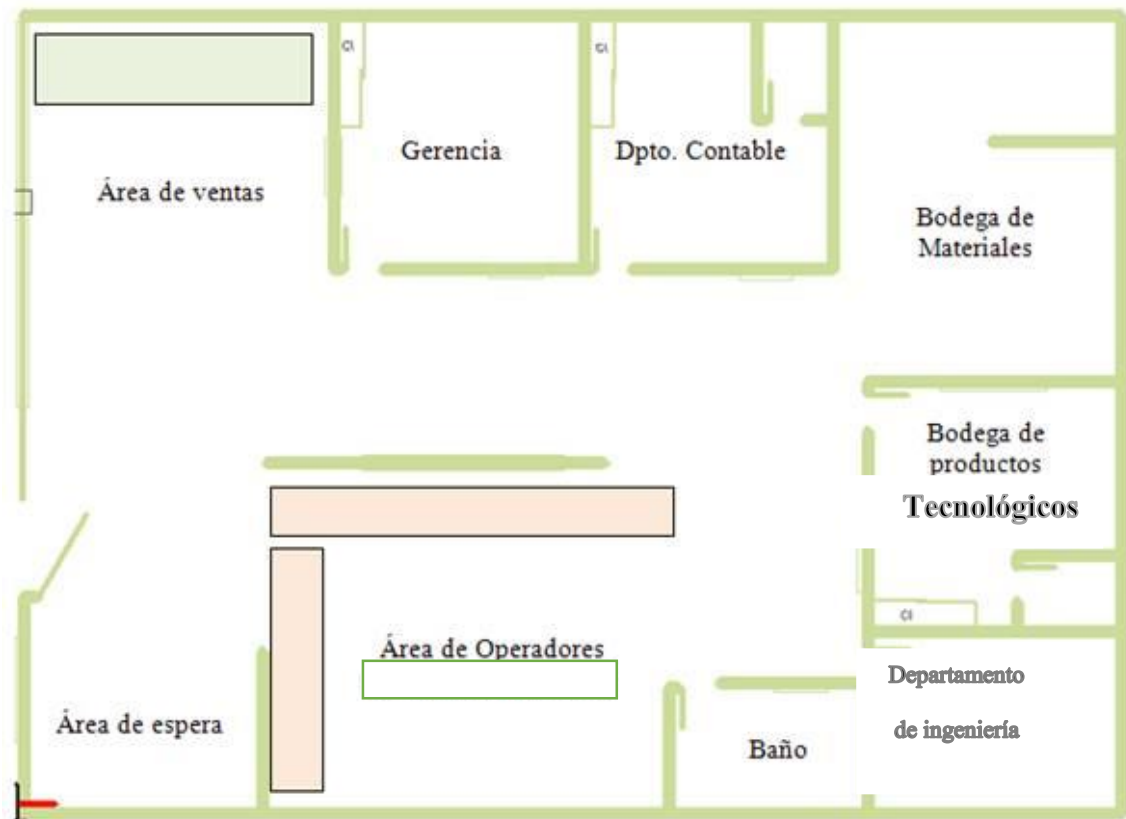 Gerencia
Dpto. Contable
Área de ventas
Bodega de
Materiales
Bodega de
productos
Tecnológicos
Área de Operadores
Departamento
de ingeniería
Área de espera
Baño